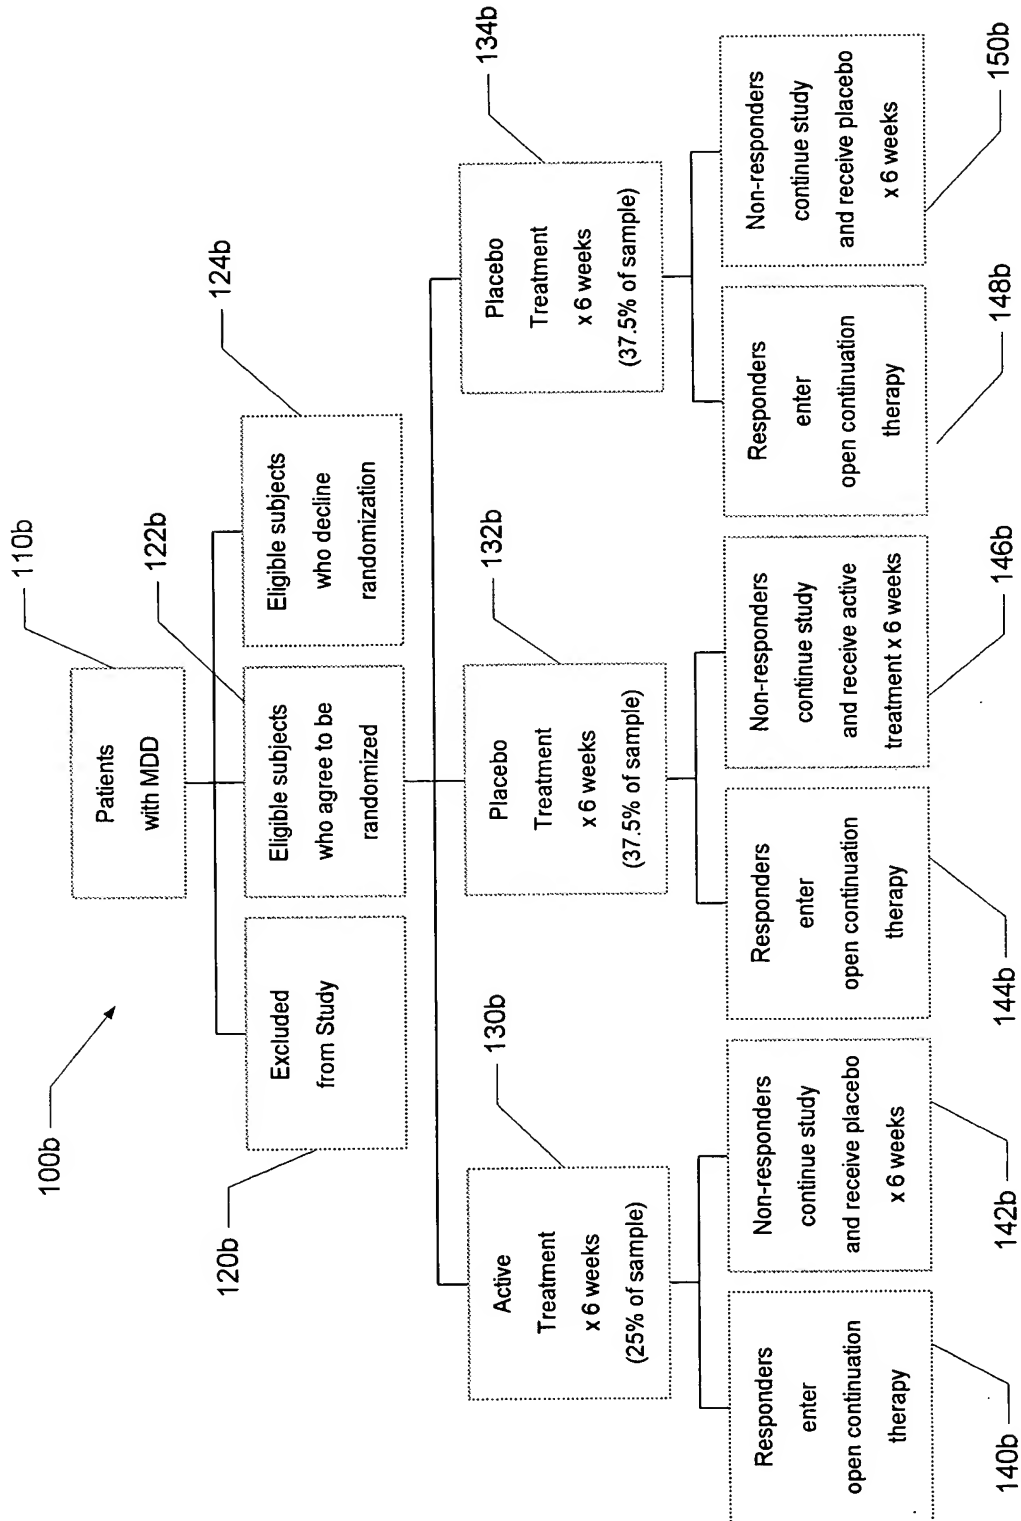 100b
110b
Patients
with MDD
120b
Excluded
from Study
122b
Eligible subjects
who agree to be
randomized
124b
Eligible subjects
who decline
randomization
130b
Active
Treatment
x 6 weeks
(25% of sample)
132b
Placebo
Treatment
x 6 weeks
(37.5% of sample)
134b
Placebo
Treatment
x 6 weeks
(37.5% of sample)
Responders
enter
open continuation
therapy
140b
Non-responders
continue study
and receive placebo
x 6 weeks
142b
Responders
enter
open continuation
therapy
144b
Non-responders
continue study
and receive active
treatment x 6 weeks
146b
Responders
enter
open continuation
therapy
148b
Non-responders
continue study
and receive placebo
x 6 weeks
150b